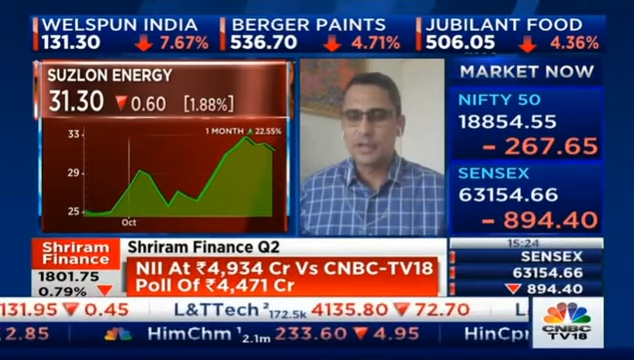 WELSPUN INDIA
131.30 ▼ 7.67%
BERGER PAINTS
536.70 ▼ 4.71%
JUBILANT FOOD
506.05 ▼ 4.36%
SUZLON ENERGY
31.30 ▼ 0.60 [1.88%]
1 MONTH ▲ 22.55%
33
29
25
Oct
MARKET NOW
NIFTY 50
18854.55
- 267.65
SENSEX
63154.66
- 894.40
Shriram
Finance
1801.75
0.79% ▼
Shriram Finance Q2
NII At ₹4,934 Cr Vs CNBC-TV18
Poll Of ₹4,471 Cr
15:24
SENSEX
63154.66
▼ 894.40
131.95 ▼ 0.45 L&TTech 172.5k 4135.80 ▼ 72.70
2.85 HimChm 2.1m 233.60 ▼ 4.95 HinCp
CNBC
TV18